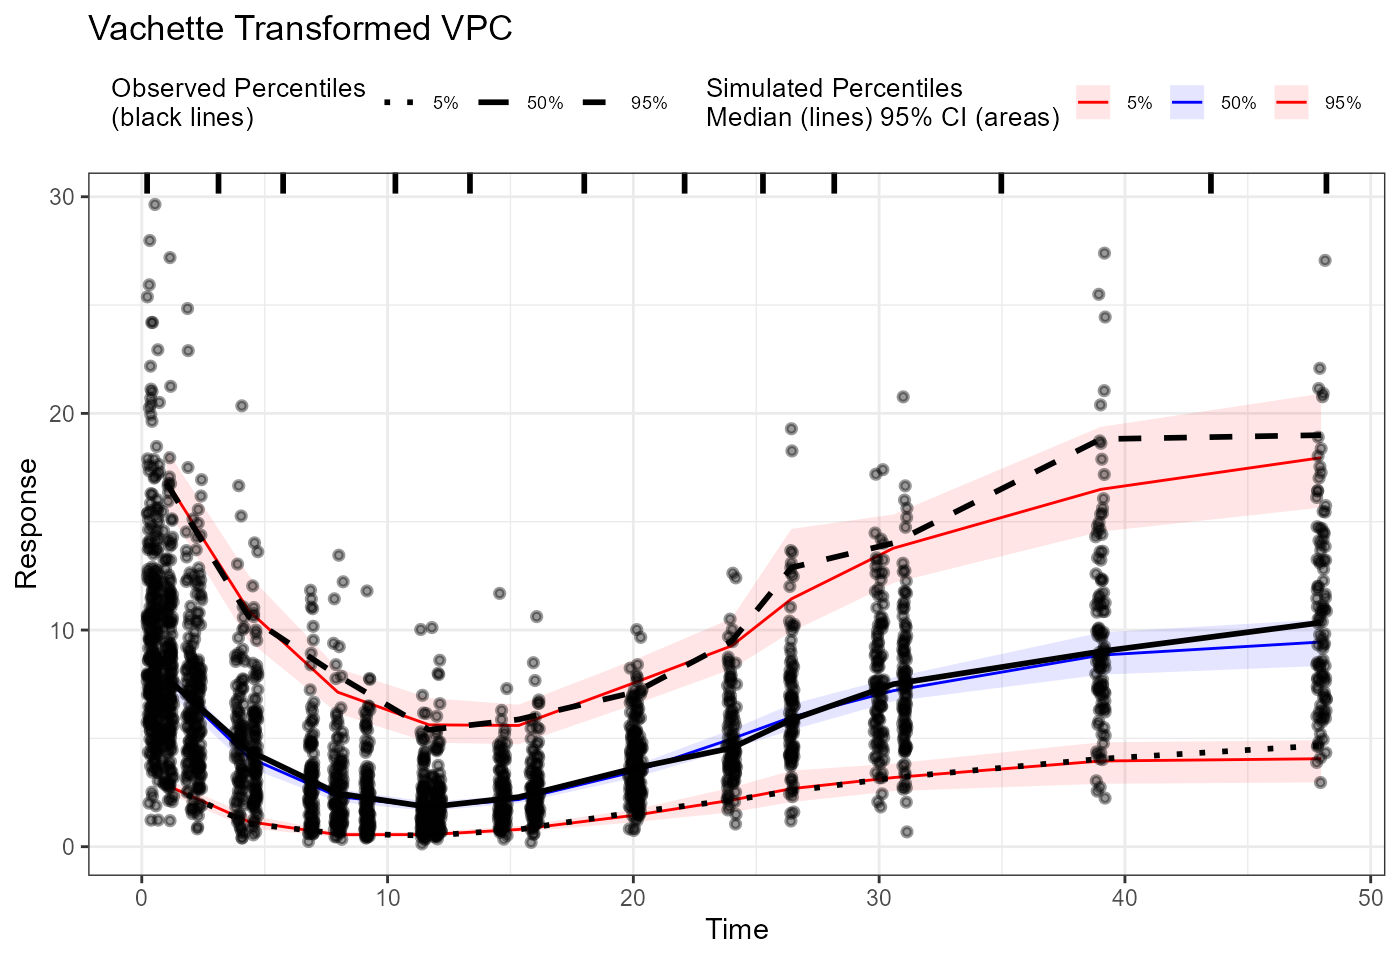 Vachette Transformed VPC
Observed Percentiles
(black lines)
5%
50%
95%
Simulated Percentiles
Median (lines) 95% CI (areas)
5%
50%
95%
30
20
10
0
Response
0
10
20
30
40
50
Time